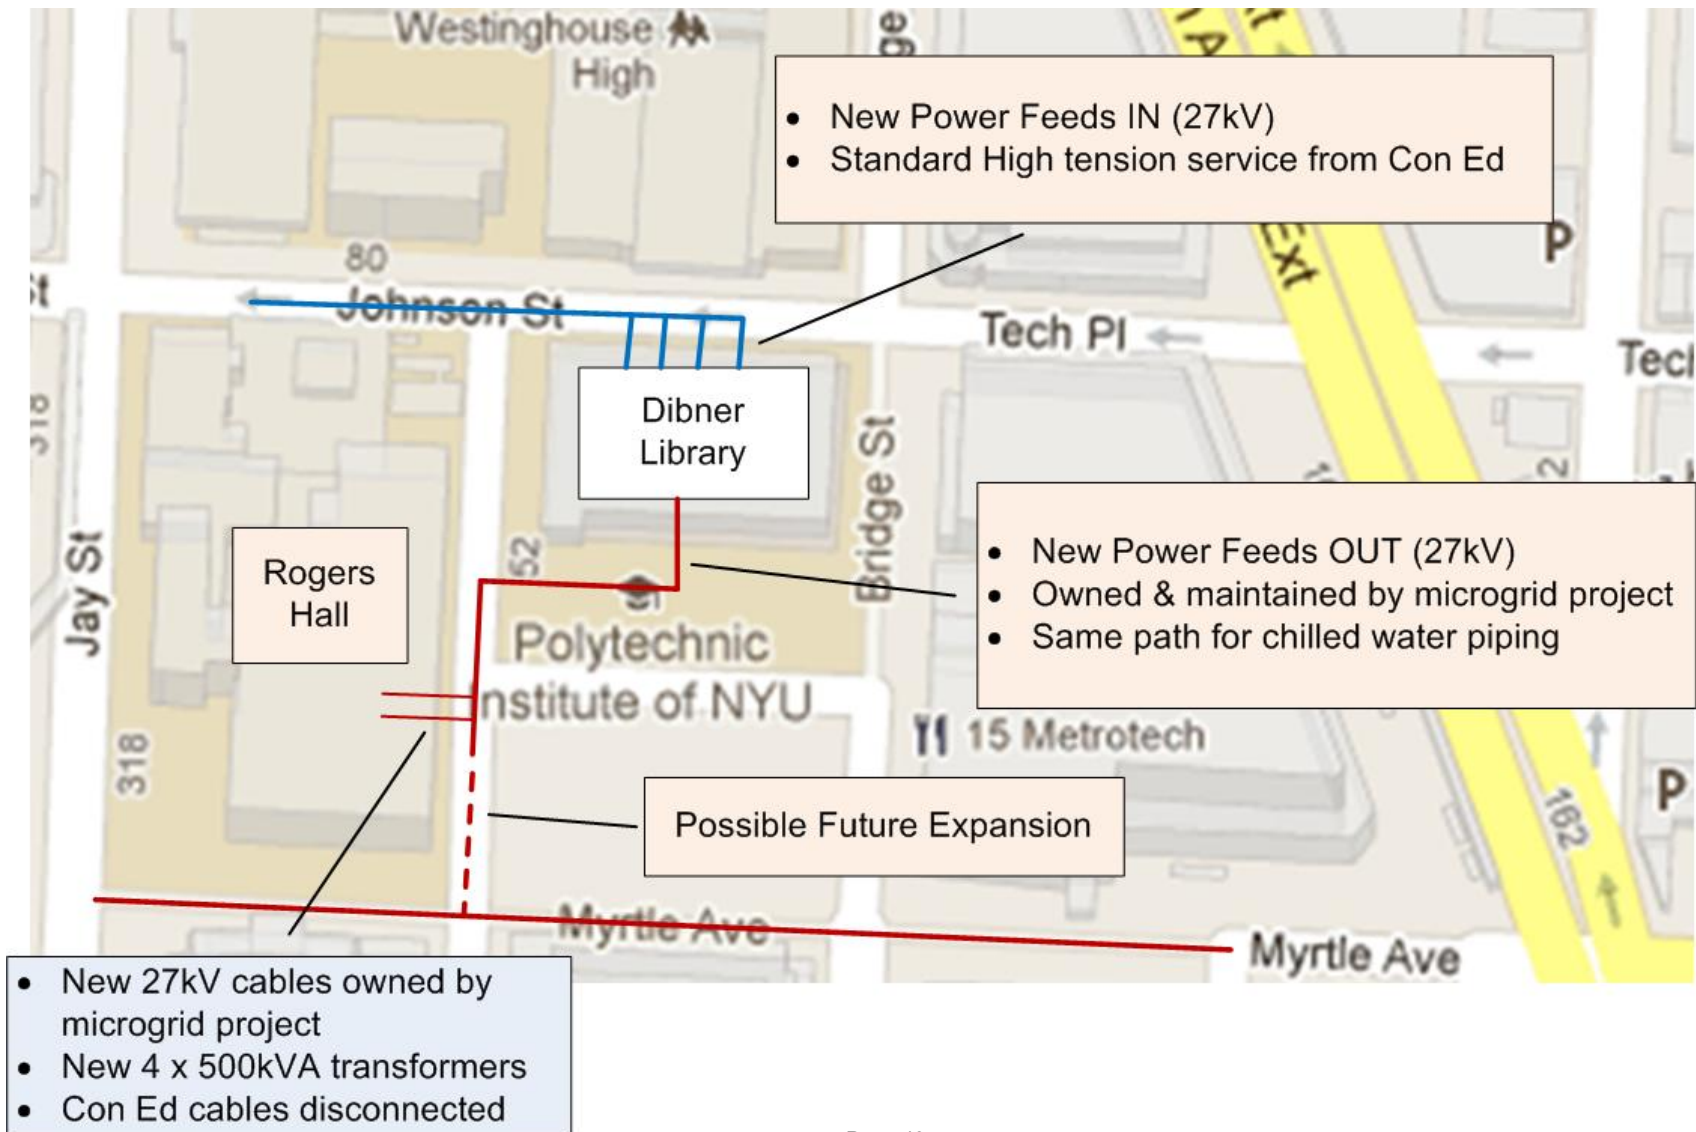 Westinghouse
High
• New Power Feeds IN (27kV)
• Standard High tension service from Con Ed
Ext
P
80
Johnson St
St
Tech Pl
318
Dibner
Library
Bridge St
Jay St
52
Rogers
Hall
• New Power Feeds OUT (27kV)
• Owned & maintained by microgrid project
• Same path for chilled water piping
Polytechnic
Institute of NYU
318
15 Metrotech
P
162
Possible Future Expansion
Myrtle Ave
Myrtle Ave
• New 27kV cables owned by
microgrid project
• New 4 x 500kVA transformers
• Con Ed cables disconnected